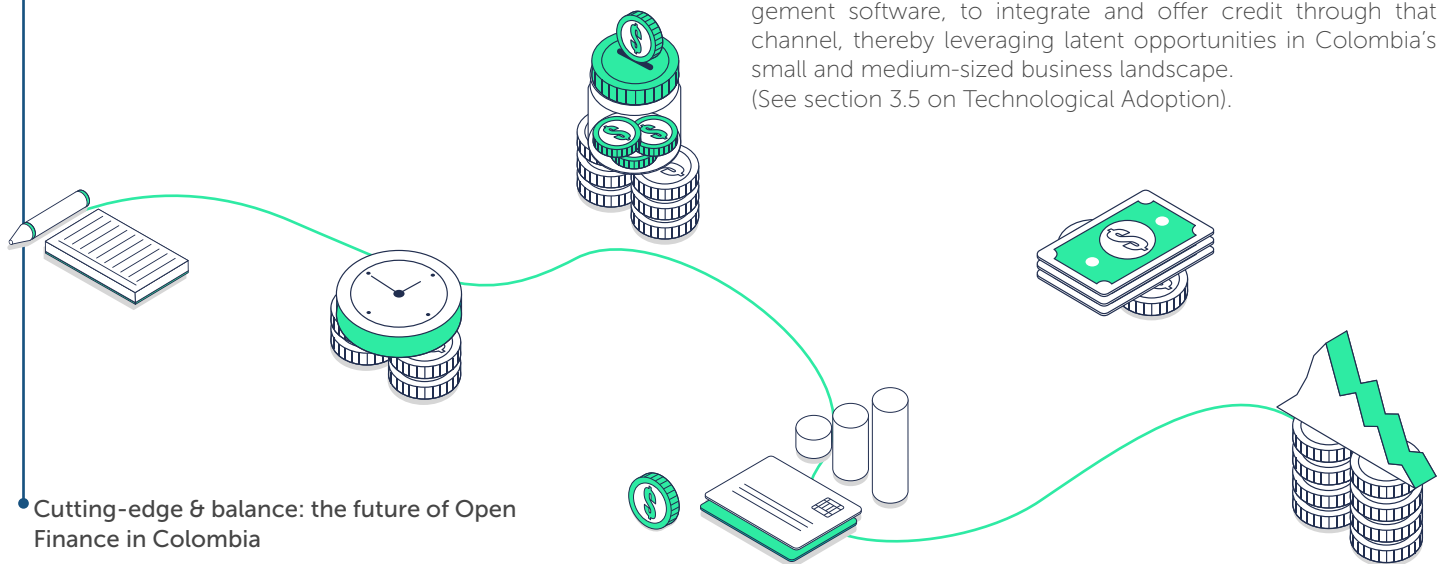 gement software, to integrate and offer credit through that
channel, thereby leveraging latent opportunities in Colombia's
small and medium-sized business landscape.
(See section 3.5 on Technological Adoption).
Cutting-edge & balance: the future of Open
Finance in Colombia